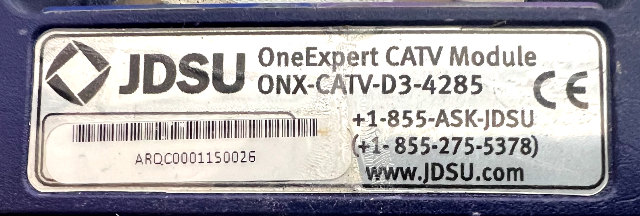 JDSU
OneExpert CATV Module
ONX-CATV-D3-4285
CE
+1-855-ASK-JDSU
(+1- 855-275-5378)
www.JDSU.com
ARQC0001150026